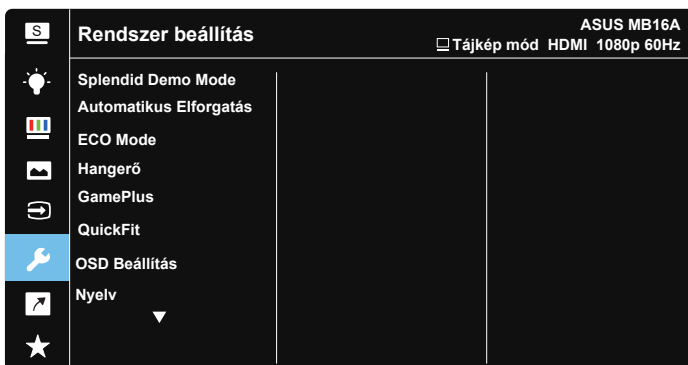 S
Rendszer beállítás
ASUS MB16A
Tájkép mód HDMI 1080p 60Hz
Splendid Demo Mode
Automatikus Elforgatás
ECO Mode
Hangerő
GamePlus
QuickFit
OSD Beállítás
Nyelv